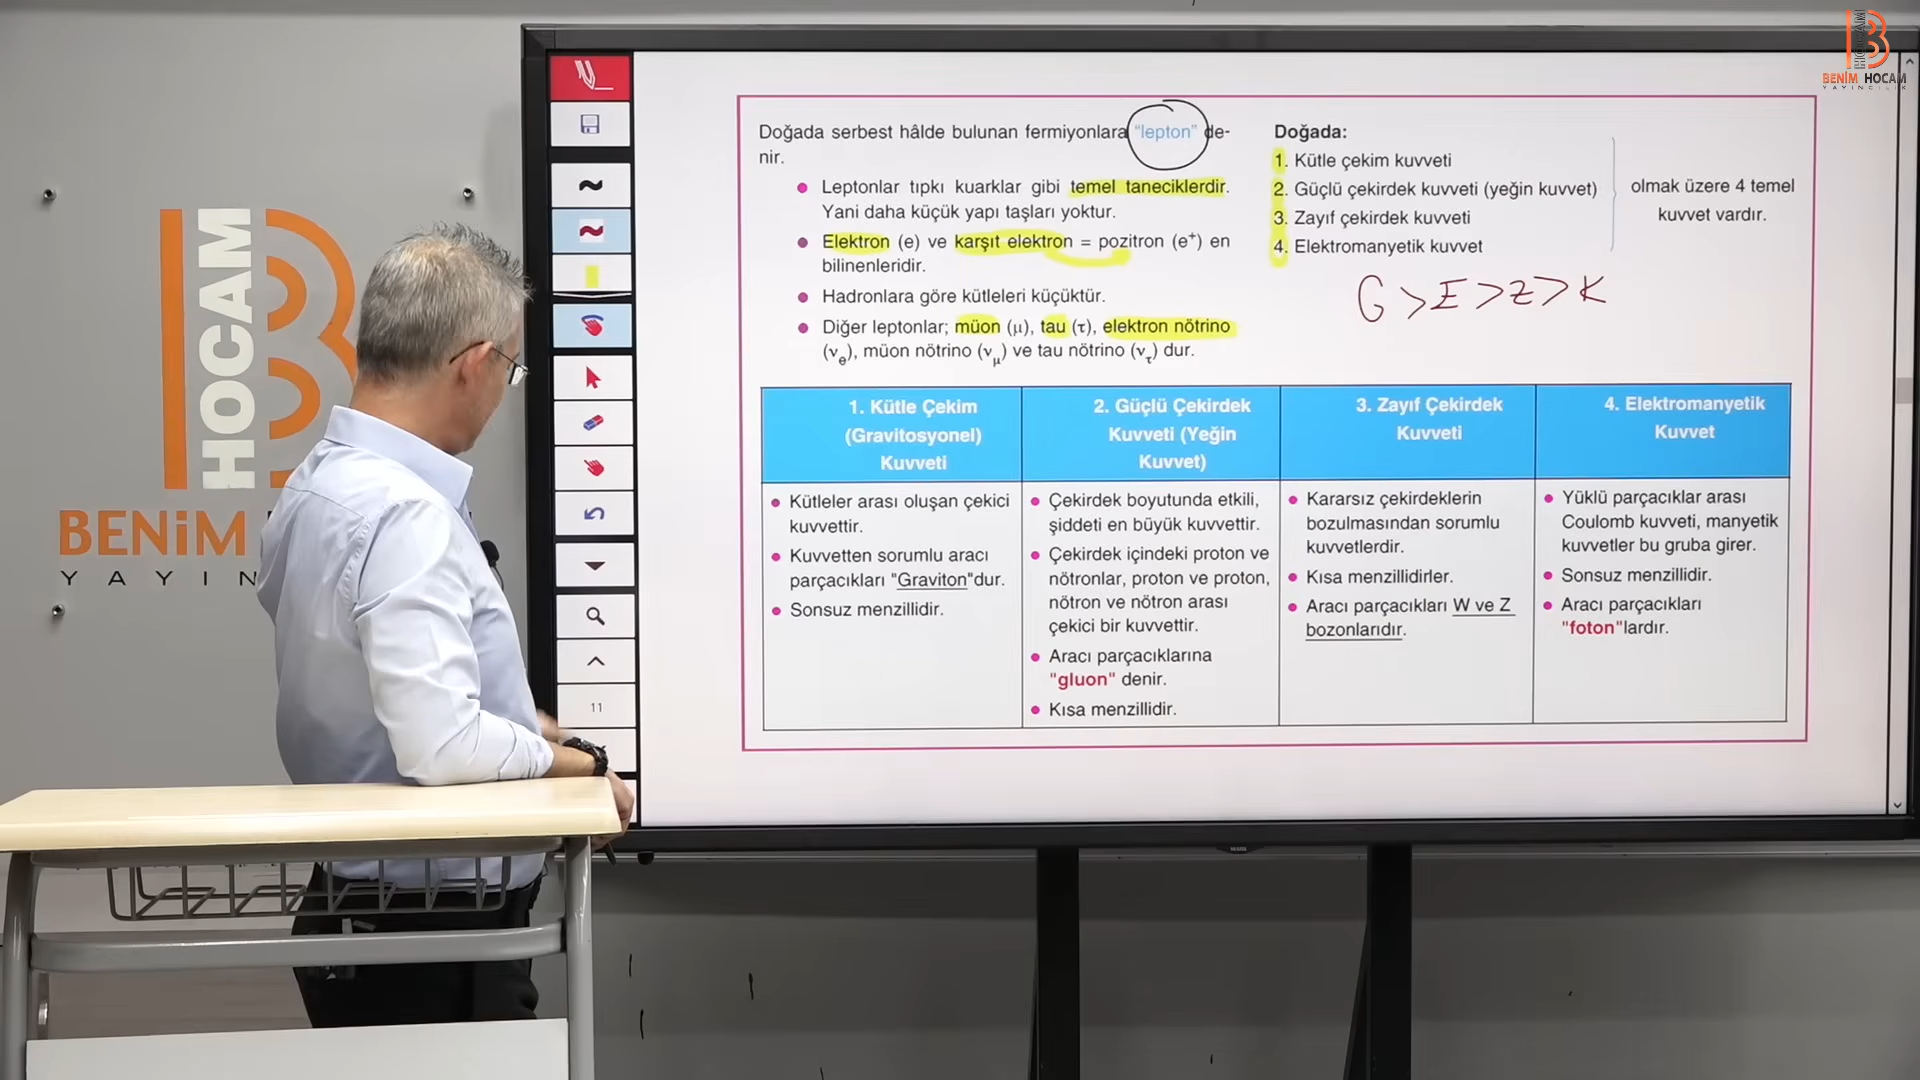 BENİM HOCAM
YAYINCILIK
HOCAM
BENİM
YAYIN
Doğada serbest hâlde bulunan fermiyonlara "lepton" de-
nir.
• Leptonlar tıpkı kuarklar gibi temel taneciklerdir.
Yani daha küçük yapı taşları yoktur.
• Elektron (e) ve karşıt elektron = pozitron (e⁺) en
bilinenleridir.
• Hadronlara göre kütleleri küçüktür.
• Diğer leptonlar; müon (μ), tau (τ), elektron nötrino
(νe), müon nötrino (νμ) ve tau nötrino (ντ) dur.
Doğada:
1. Kütle çekim kuvveti
2. Güçlü çekirdek kuvveti (yeğin kuvvet)
3. Zayıf çekirdek kuvveti
4. Elektromanyetik kuvvet
olmak üzere 4 temel
kuvvet vardır.
G > E > Z > K
1. Kütle Çekim
(Gravitosyonel)
Kuvveti
• Kütleler arası oluşan çekici
kuvvettir.
• Kuvvetten sorumlu aracı
parçacıkları "Graviton"dur.
• Sonsuz menzillidir.
2. Güçlü Çekirdek
Kuvveti (Yeğin
Kuvvet)
• Çekirdek boyutunda etkili,
şiddeti en büyük kuvvettir.
• Çekirdek içindeki proton ve
nötronlar, proton ve proton,
nötron ve nötron arası
çekici bir kuvvettir.
• Aracı parçacıklarına
"gluon" denir.
• Kısa menzillidir.
3. Zayıf Çekirdek
Kuvveti
• Kararsız çekirdeklerin
bozulmasından sorumlu
kuvvetlerdir.
• Kısa menzillidirler.
• Aracı parçacıkları W ve Z
bozonlarıdır.
4. Elektromanyetik
Kuvvet
• Yüklü parçacıklar arası
Coulomb kuvveti, manyetik
kuvvetler bu gruba girer.
• Sonsuz menzillidir.
• Aracı parçacıkları
"foton"lardır.
11